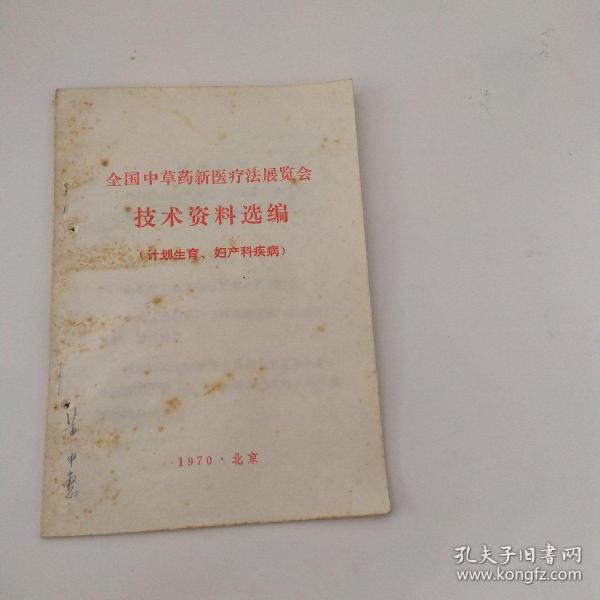 全国中草药新医疗法展览会
技术资料选编
（计划生育、妇产科疾病）
1970·北京
孔夫子旧书网
www.kongfz.com